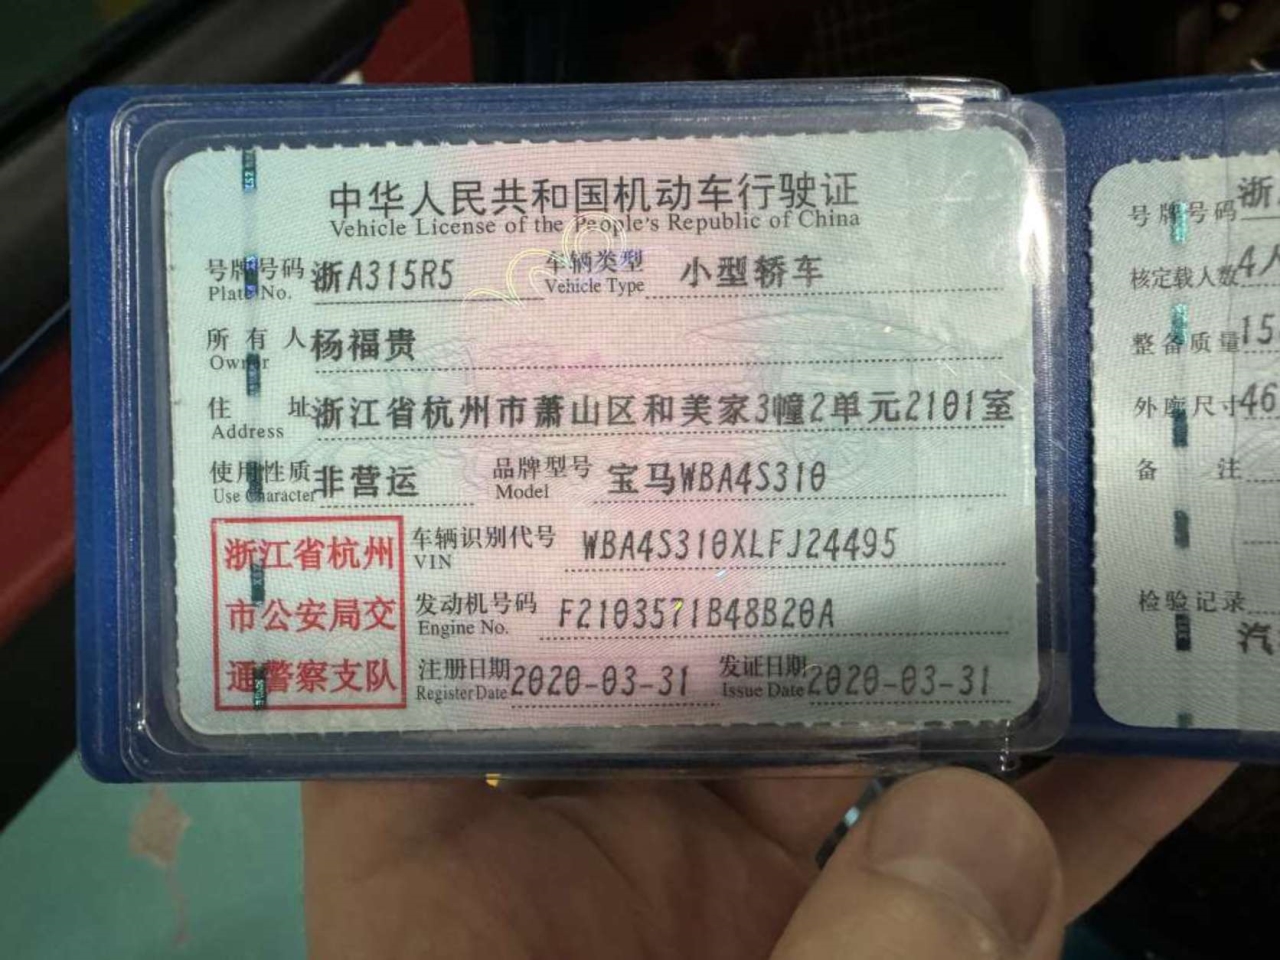 中华人民共和国机动车行驶证
Vehicle License of the People's Republic of China
号牌号码 浙A315R5 车辆类型 小型轿车
Plate No. Vehicle Type
所有人 杨福贵
Owner
住址 浙江省杭州市萧山区和美家3幢2单元2101室
Address
使用性质 非营运 品牌型号 宝马WBA4S310
Use Character Model
浙江省杭州
市公安局交
通警察支队
车辆识别代号 WBA4S310XLFJ24495
VIN
发动机号码 F2103571B48B20A
Engine No.
注册日期 2020-03-31 发证日期 2020-03-31
Register Date Issue Date
号牌号码 浙
核定载人数 4人
整备质量 15
外廓尺寸 46
备注
检验记录
汽